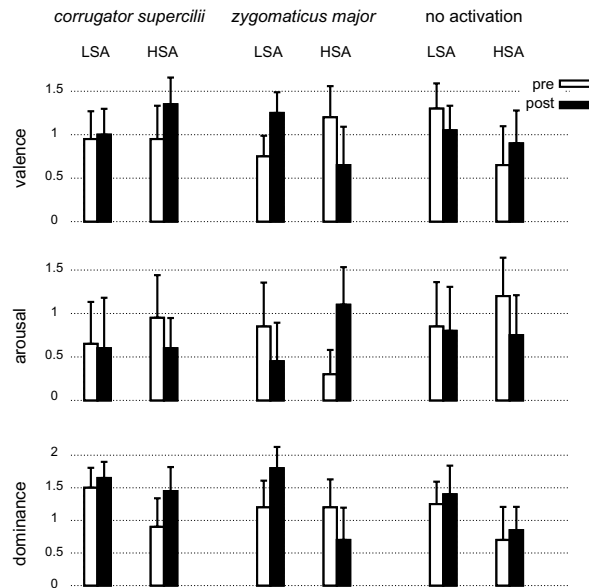 corrugator supercilii zygomaticus major no activation
LSA HSA LSA HSA LSA HSA
pre
post
valence
1.5
1
0.5
0
arousal
1.5
1
0.5
0
dominance
2
1.5
1
0.5
0